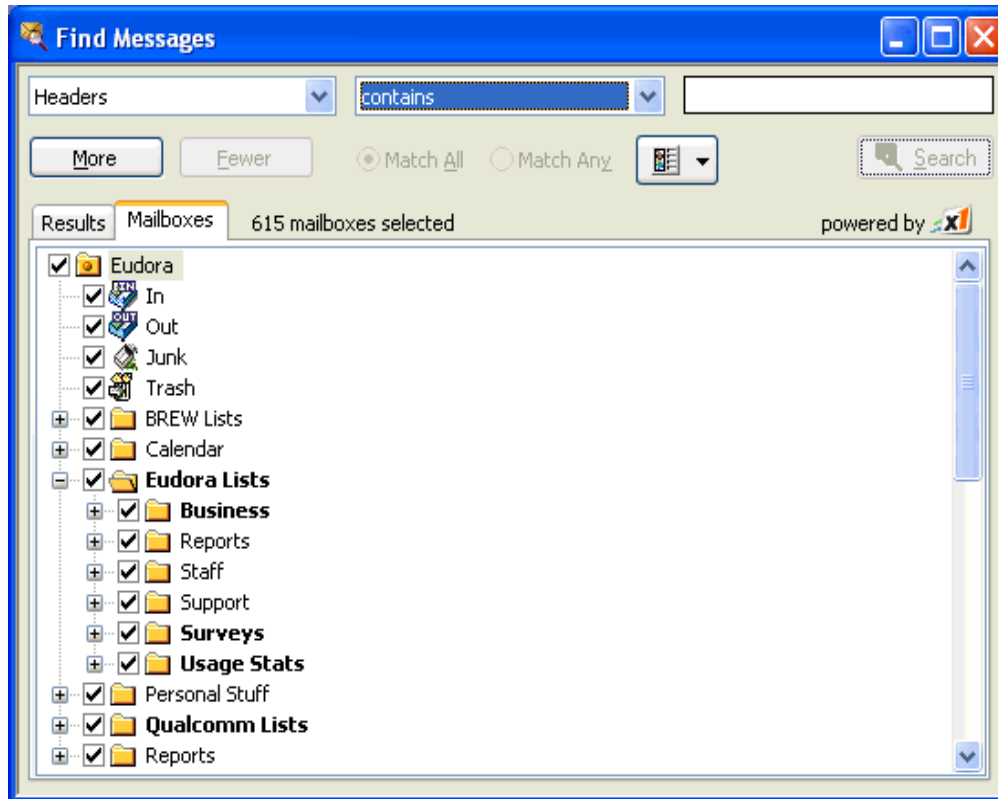 Find Messages
Headers contains
More Fewer Match All Match Any Search
Results Mailboxes 615 mailboxes selected powered by x1
Eudora
IN In
OUT Out
Junk
Trash
BREW Lists
Calendar
Eudora Lists
Business
Reports
Staff
Support
Surveys
Usage Stats
Personal Stuff
Qualcomm Lists
Reports